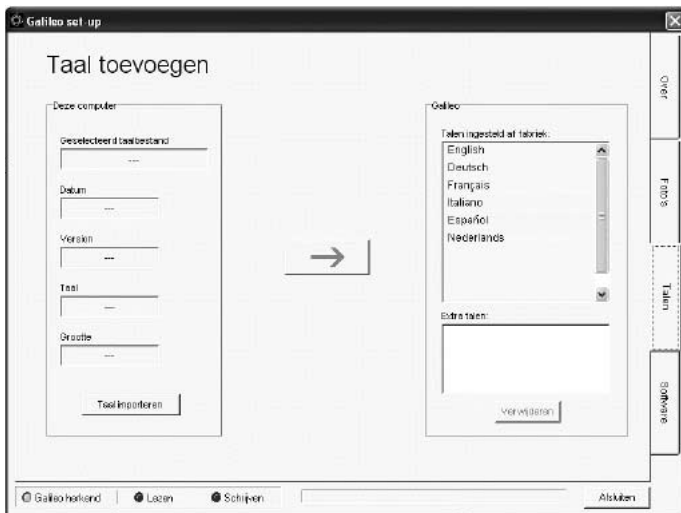 Galileo set-up
Taal toevoegen
Deze computer
Geselecteerd taalbestand
---
Datum
---
Version
---
Taal
---
Grootte
---
Taal importeren
Galileo
Talen ingesteld af fabriek:
English
Deutsch
Français
Italiano
Español
Nederlands
Extra talen:
Verwijderen
Over
Foto's
Talen
Software
Galileo herkend
Lezen
Schrijven
Afsluiten